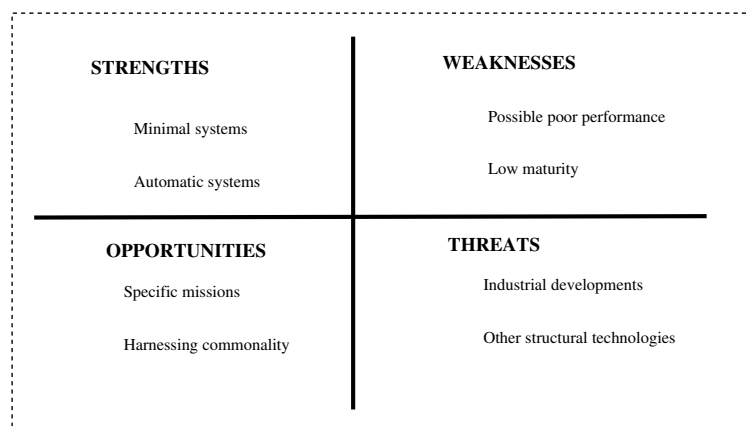 STRENGTHS
Minimal systems
Automatic systems
WEAKNESSES
Possible poor performance
Low maturity
OPPORTUNITIES
Specific missions
Harnessing commonality
THREATS
Industrial developments
Other structural technologies